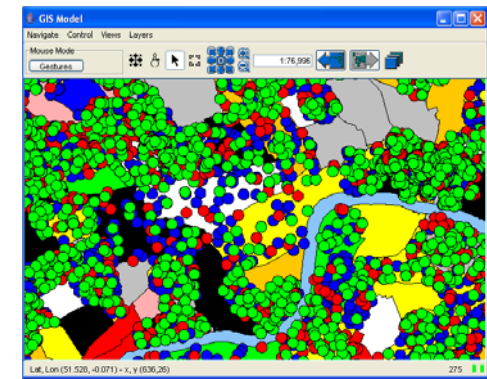 GIS Model
Navigate Control Views Layers
Mouse Mode
Gestures
1:76,996
Lat, Lon (51.528, -0.071) - x, y (636,26)
275